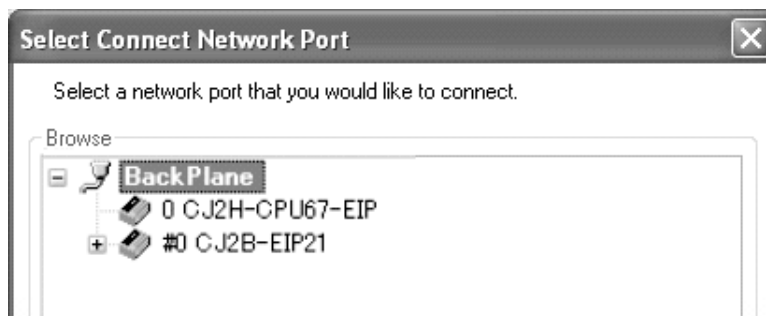 Select Connect Network Port
Select a network port that you would like to connect.
Browse
BackPlane
0 CJ2H-CPU67-EIP
#0 CJ2B-EIP21